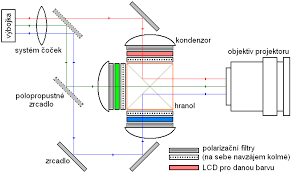 výbojka
systém čoček
polopropustné
zrcadlo
zrcadlo
kondenzor
hranol
objektiv projektoru
polarizační filtry
(na sebe navzájem kolmé)
LCD pro danou barvu